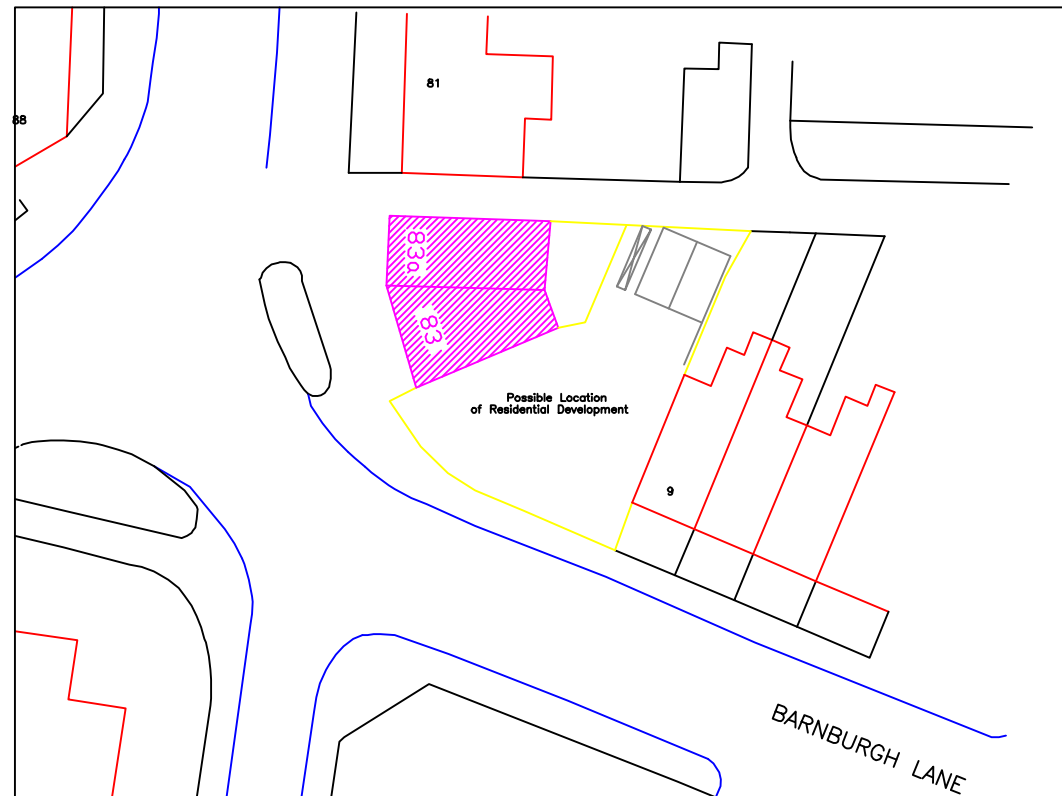 81
88
83a
83
Possible Location
of Residential Development
9
BARNBURGH LANE